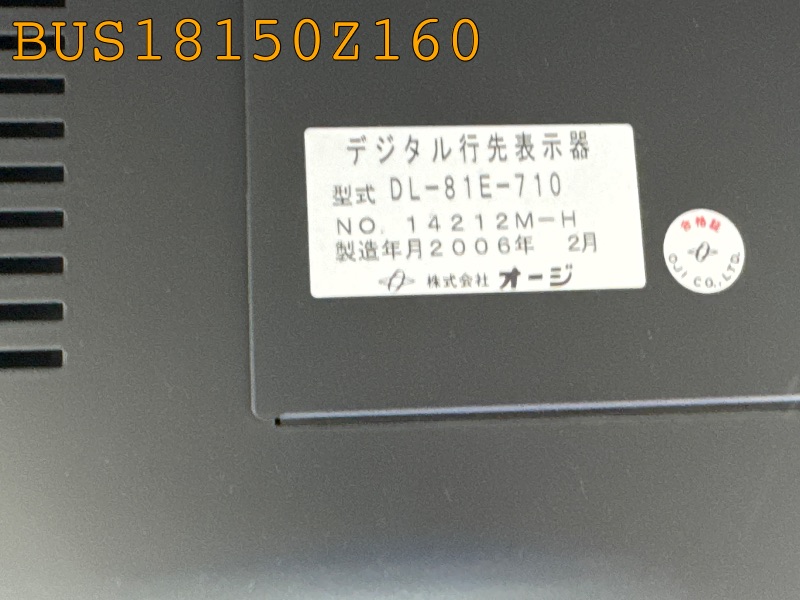 BUS18150Z160
デジタル行先表示器
型式 DL-81E-710
NO. 14212M-H
製造年月2006年 2月
株式会社 オージ
合格証
OJI CO.,LTD.